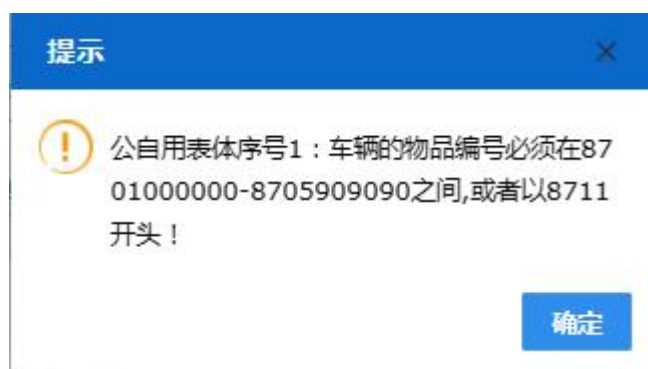 提示
公自用表体序号1：车辆的物品编号必须在87
01000000-8705909090之间,或者以8711
开头！
确定